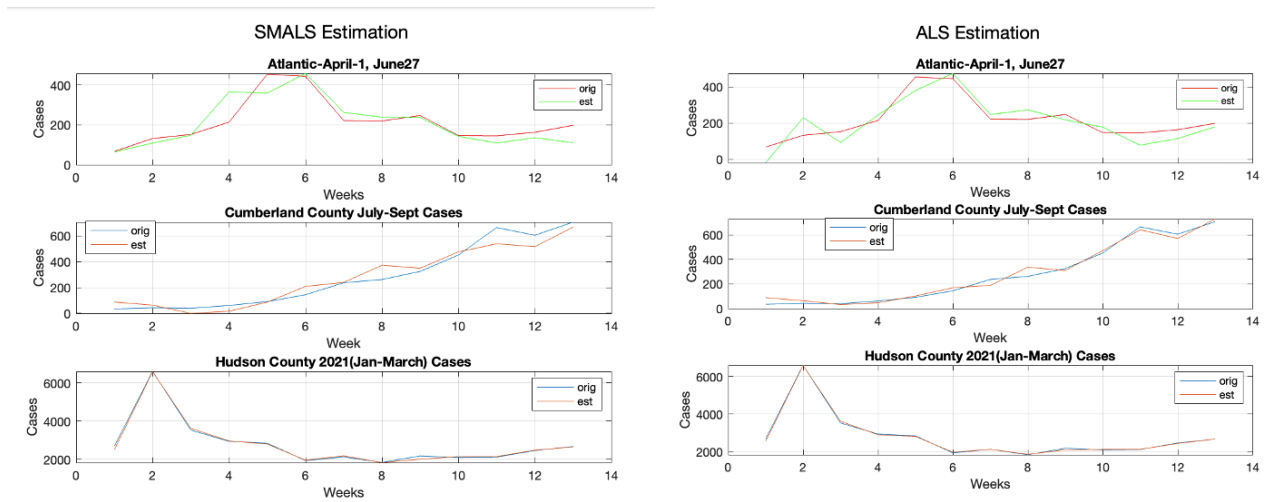 SMALS Estimation
Atlantic-April-1, June27
Cases
400
200
0
orig
est
0 2 4 6 8 10 12 14
Weeks
Cumberland County July-Sept Cases
Cases
600
400
200
0
orig
est
0 2 4 6 8 10 12 14
Week
Hudson County 2021(Jan-March) Cases
Cases
6000
4000
2000
orig
est
0 2 4 6 8 10 12 14
Weeks
ALS Estimation
Atlantic-April-1, June27
Cases
400
200
0
orig
est
0 2 4 6 8 10 12 14
Weeks
Cumberland County July-Sept Cases
Cases
600
400
200
0
orig
est
0 2 4 6 8 10 12 14
Weeks
Hudson County 2021(Jan-March) Cases
Cases
6000
4000
2000
orig
est
0 2 4 6 8 10 12 14
Weeks